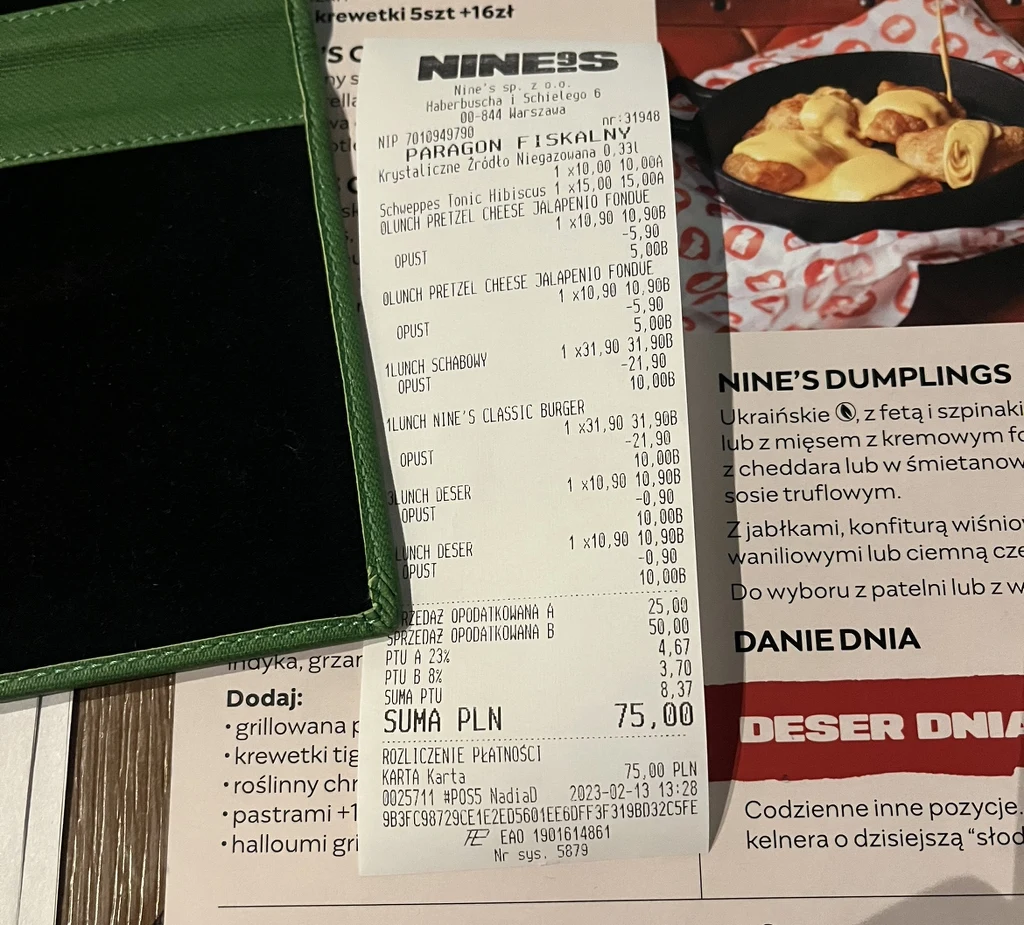 krewetki 5szt +16zł
NINE9S
Nine's sp. z o.o.
Haberbuscha i Schielego 6
00-844 Warszawa
NIP 7010949790
nr:31948
PARAGON FISKALNY
Krystaliczne Źródło Niegazowana 0,33l
1 x10,00 10,00A
Schweppes Tonic Hibiscus 1 x15,00 15,00A
0LUNCH PRETZEL CHEESE JALAPENIO FONDUE
1 x10,90 10,90B
-5,90
OPUST 5,00B
0LUNCH PRETZEL CHEESE JALAPENIO FONDUE
1 x10,90 10,90B
-5,90
OPUST 5,00B
1LUNCH SCHABOWY 1 x31,90 31,90B
OPUST -21,90
10,00B
1LUNCH NINE'S CLASSIC BURGER
1 x31,90 31,90B
-21,90
OPUST 10,00B
3LUNCH DESER 1 x10,90 10,90B
OPUST -0,90
10,00B
LUNCH DESER 1 x10,90 10,90B
OPUST -0,90
10,00B
RZEDAŻ OPODATKOWANA A 25,00
SPRZEDAŻ OPODATKOWANA B 50,00
PTU A 23% 4,67
PTU B 8% 3,70
SUMA PTU 8,37
SUMA PLN 75,00
ROZLICZENIE PŁATNOŚCI
KARTA Karta 75,00 PLN
0025711 #POS5 NadiaD 2023-02-13 13:28
9B3FC98729CE1E2ED5601EE6DFF3F319BD32C5FE
EAO 1901614861
Nr sys. 5879
indyka, grzan
Dodaj:
• grillowana p
• krewetki tig
• roślinny chr
• pastrami +1
• halloumi gri
NINE'S DUMPLINGS
Ukraińskie, z fetą i szpinaki
lub z mięsem z kremowym fo
z cheddara lub w śmietanow
sosie truflowym.
Z jabłkami, konfiturą wiśnio
waniliowymi lub ciemną cze
Do wyboru z patelni lub z w
DANIE DNIA
DESER DNIA
Codzienne inne pozycje.
kelnera o dzisiejszą "słod